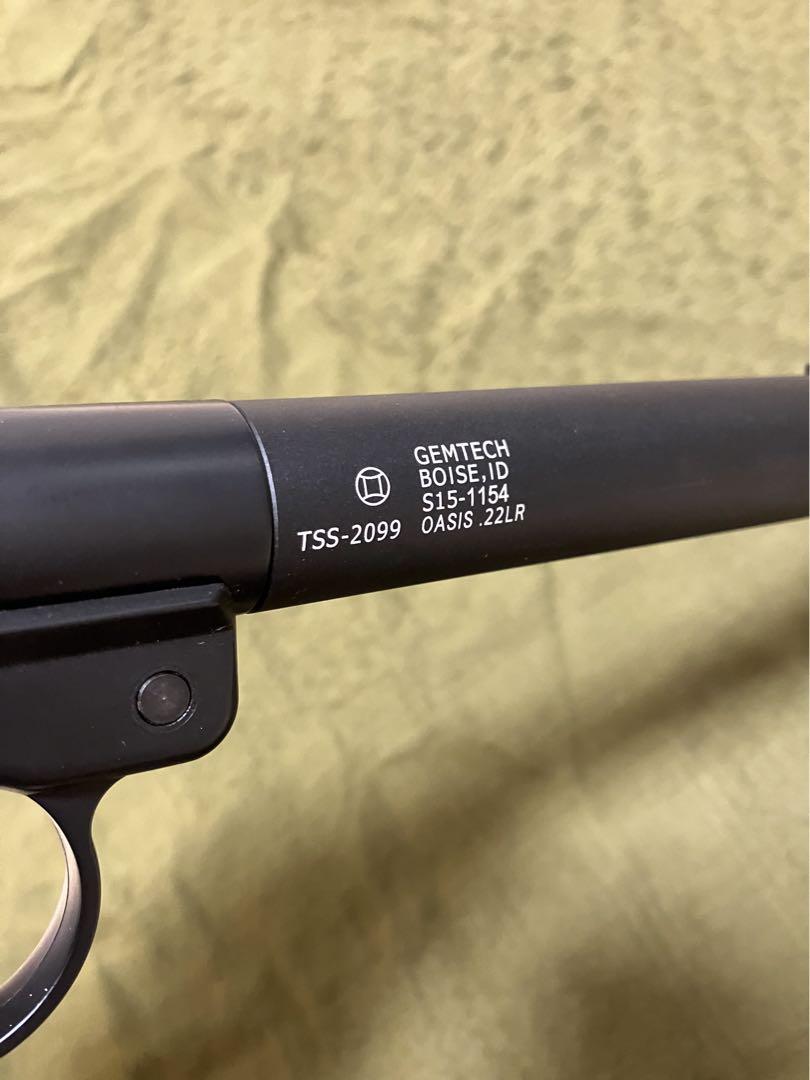 GEMTECH
BOISE,ID
S15-1154
OASIS .22LR
TSS-2099